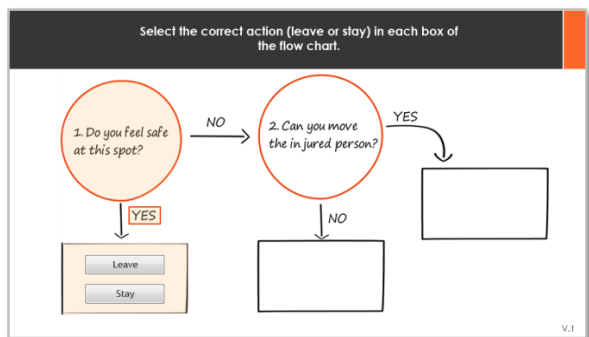 Select the correct action (leave or stay) in each box of
the flow chart.
1. Do you feel safe
at this spot?
NO
2. Can you move
the injured person?
YES
YES
NO
Leave
Stay
V.1